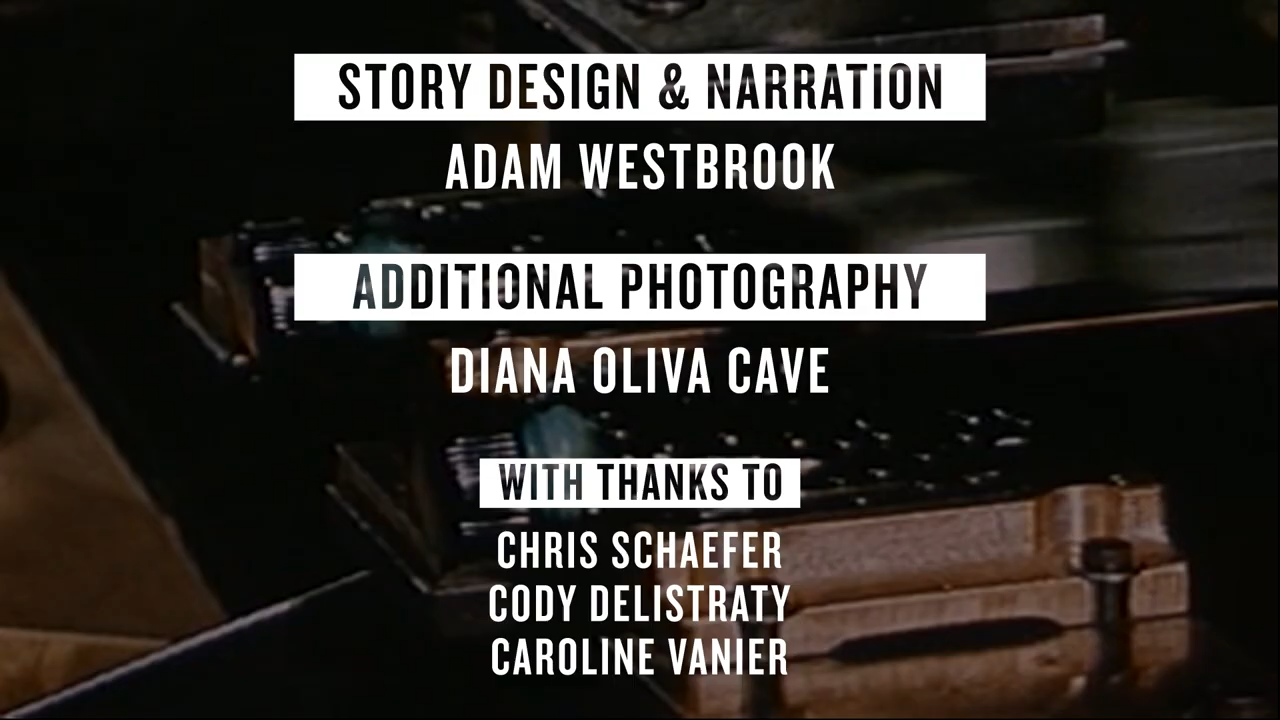 STORY DESIGN & NARRATION
ADAM WESTBROOK
ADDITIONAL PHOTOGRAPHY
DIANA OLIVA CAVE
WITH THANKS TO
CHRIS SCHAEFER
CODY DELISTRATY
CAROLINE VANIER